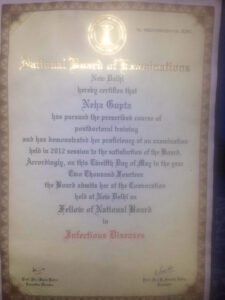 National Board of Examinations
New Delhi
hereby certifies that
Neha Gupta
has pursued the prescribed course of
postdoctoral training
and has demonstrated her proficiency at an examination
held in 2012 session to the satisfaction of the Board.
Accordingly, on this Twelfth Day of May in the year
Two Thousand Fourteen
the Board admits her at the Convocation
held at New Delhi as
Fellow of National Board
in
Infectious Diseases